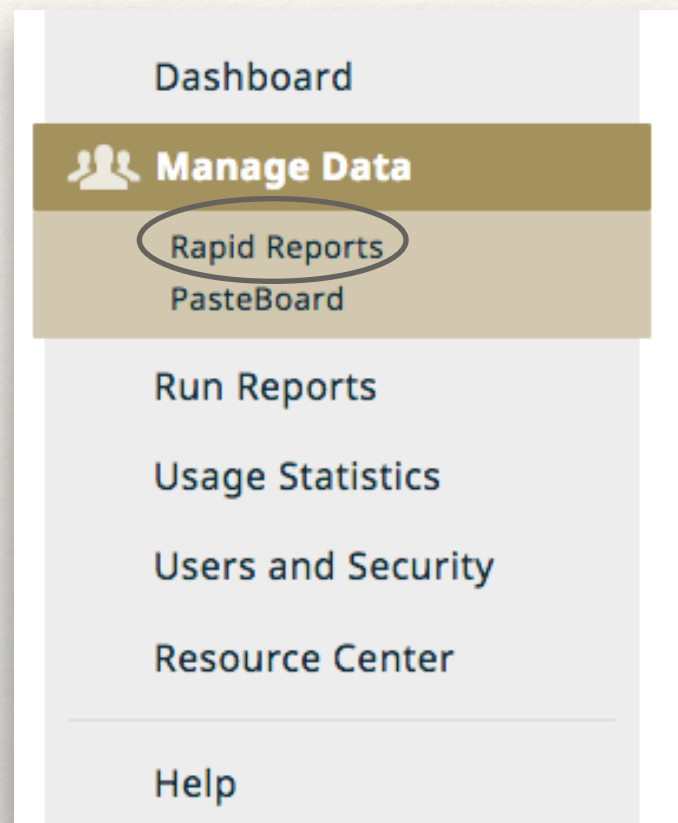 Dashboard
Manage Data
Rapid Reports
PasteBoard
Run Reports
Usage Statistics
Users and Security
Resource Center
Help